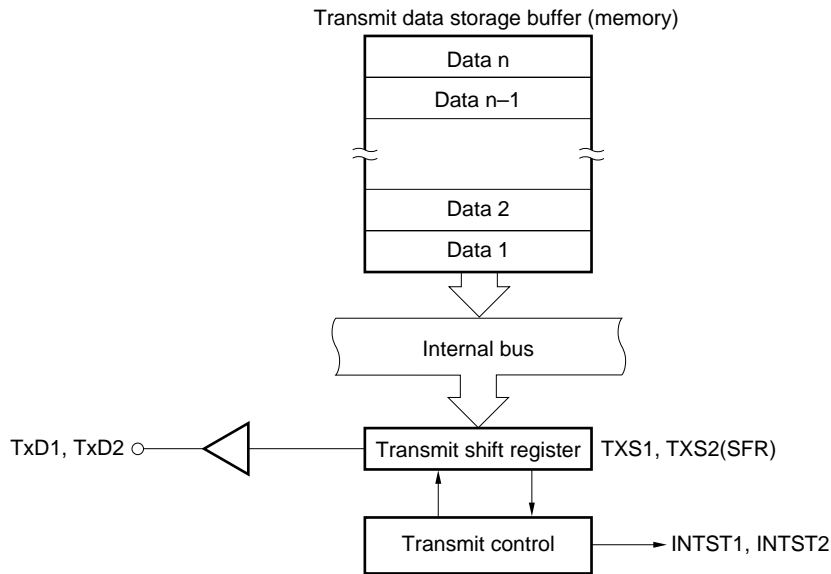 Transmit data storage buffer (memory)
Data n
Data n–1
Data 2
Data 1
Internal bus
TxD1, TxD2
Transmit shift register
TXS1, TXS2(SFR)
Transmit control
INTST1, INTST2